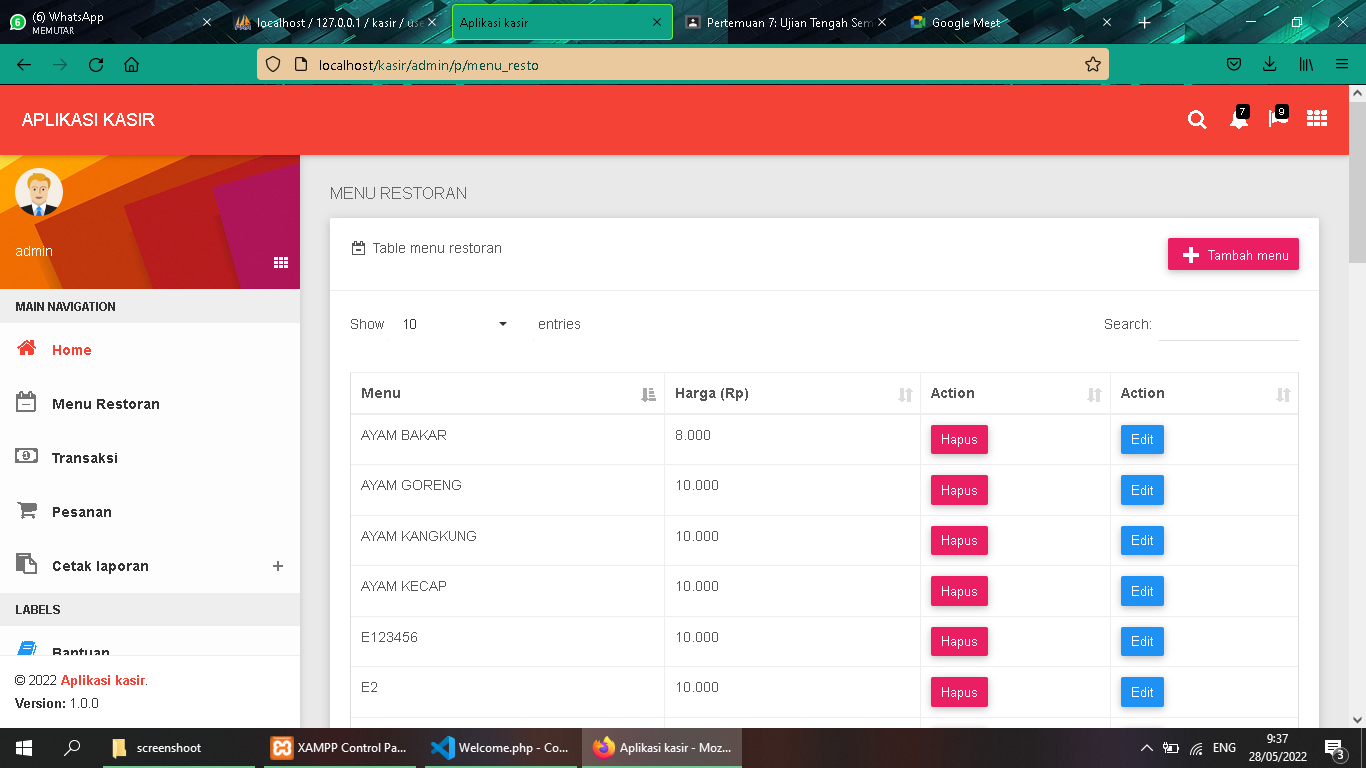 (6) WhatsApp
MEMUTAR
localhost / 127.0.0.1 / kasir / use
Aplikasi kasir
Pertemuan 7: Ujian Tengah Sem
Google Meet
localhost/kasir/admin/p/menu_resto
APLIKASI KASIR
7
9
admin
MAIN NAVIGATION
Home
Menu Restoran
Transaksi
Pesanan
Cetak laporan
LABELS
Bantuan
© 2022 Aplikasi kasir.
Version: 1.0.0
MENU RESTORAN
Table menu restoran
Tambah menu
Show 10 entries
Search:
Menu Harga (Rp) Action Action
AYAM BAKAR 8.000 Hapus Edit
AYAM GORENG 10.000 Hapus Edit
AYAM KANGKUNG 10.000 Hapus Edit
AYAM KECAP 10.000 Hapus Edit
E123456 10.000 Hapus Edit
E2 10.000 Hapus Edit
screenshoot
XAMPP Control Pa...
Welcome.php - Co...
Aplikasi kasir - Moz...
ENG
9:37
28/05/2022
3